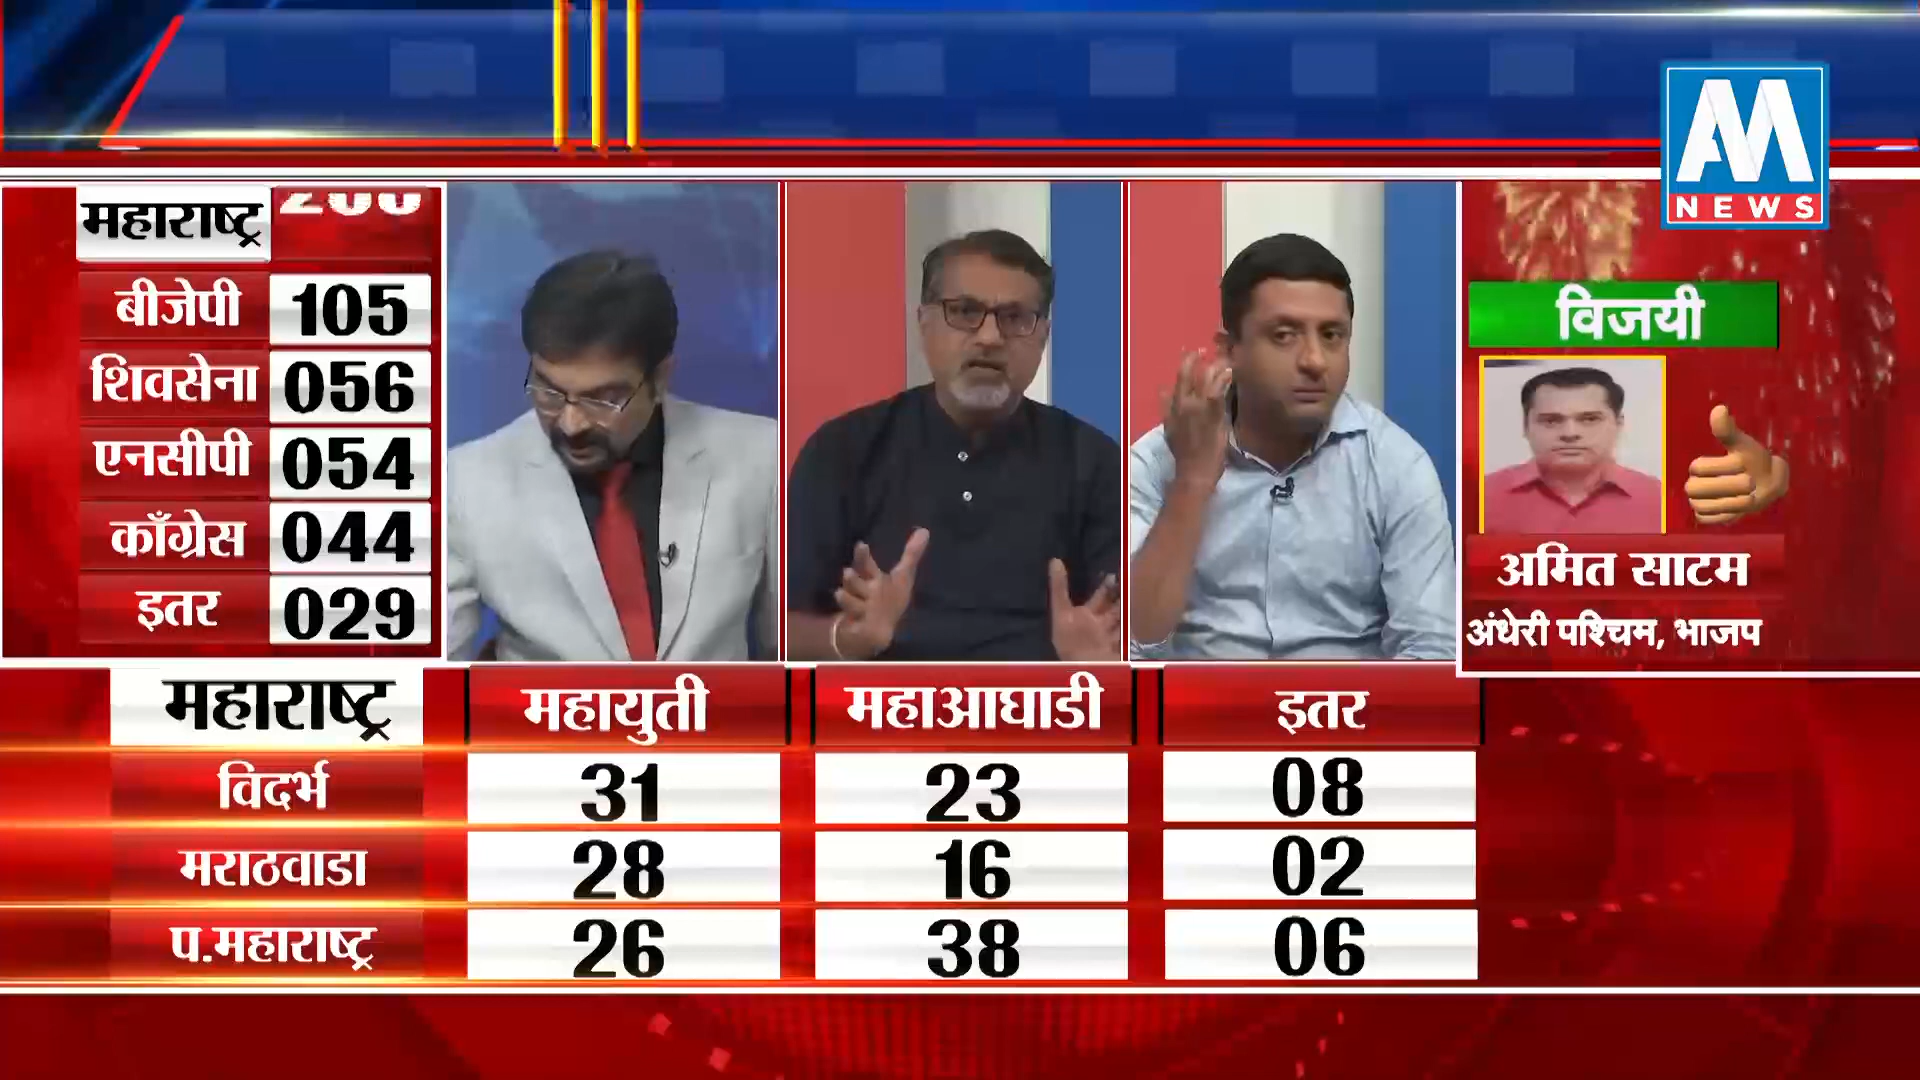 AM
NEWS
महाराष्ट्र
बीजेपी 105
शिवसेना 056
एनसीपी 054
काँग्रेस 044
इतर 029
विजयी
अमित साटम
अंधेरी पश्चिम, भाजप
महाराष्ट्र महायुती महाआघाडी इतर
विदर्भ 31 23 08
मराठवाडा 28 16 02
प.महाराष्ट्र 26 38 06